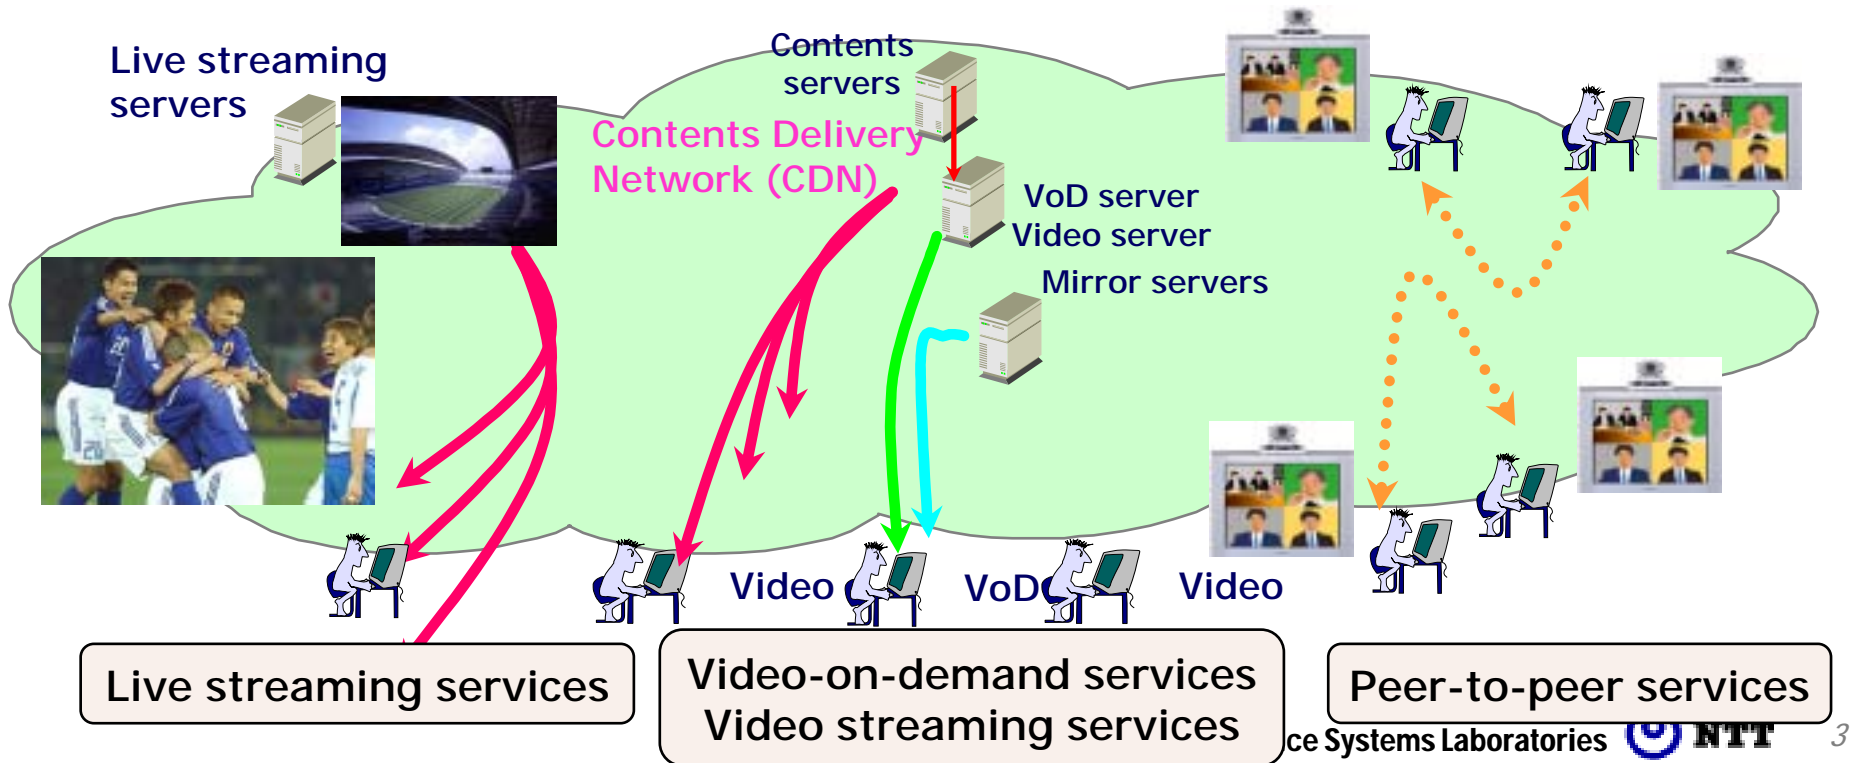 Live streaming
servers
Contents
servers
Contents Delivery
Network (CDN)
VoD server
Video server
Mirror servers
Video
VoD
Video
Live streaming services
Video-on-demand services
Video streaming services
Peer-to-peer services
ce Systems Laboratories
NTT
3